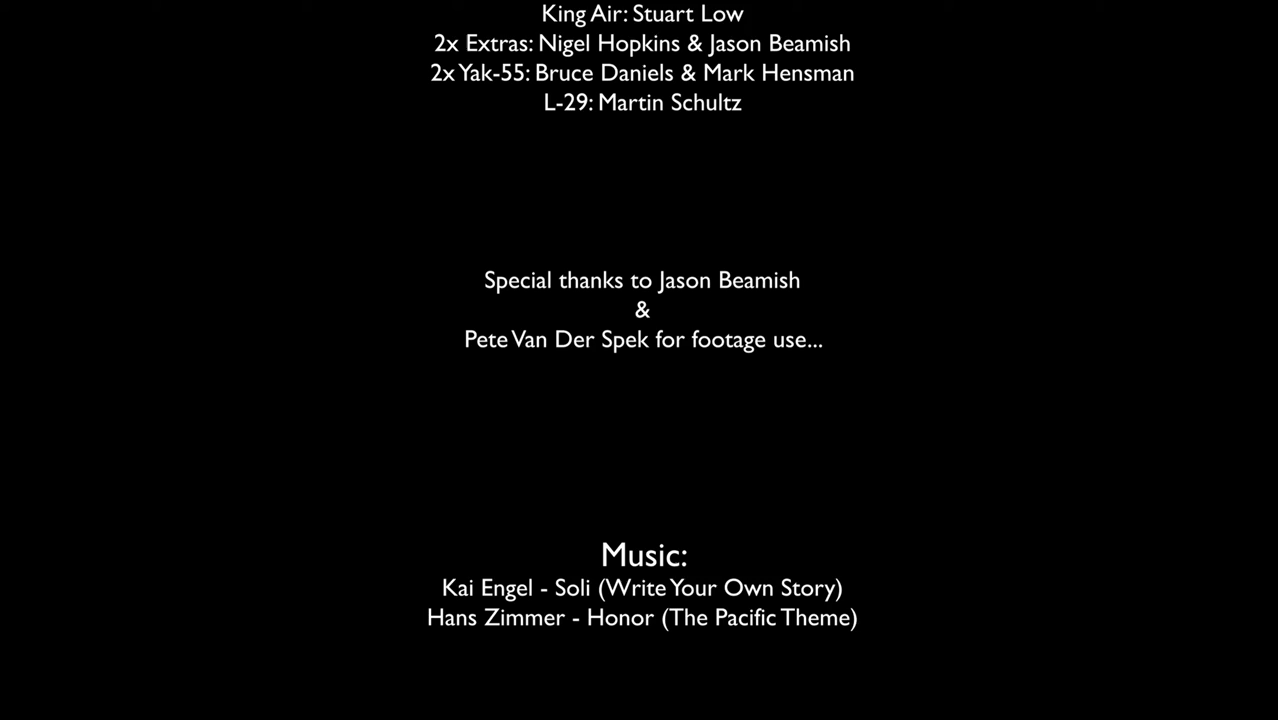 King Air: Stuart Low
2x Extras: Nigel Hopkins & Jason Beamish
2x Yak-55: Bruce Daniels & Mark Hensman
L-29: Martin Schultz
Special thanks to Jason Beamish
&
Pete Van Der Spek for footage use...
Music:
Kai Engel - Soli (Write Your Own Story)
Hans Zimmer - Honor (The Pacific Theme)